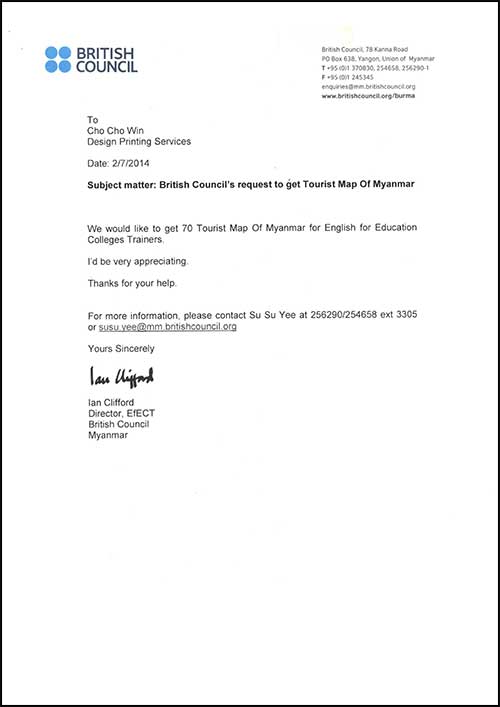 BRITISH
COUNCIL
British Council, 78 Kanna Road
PO Box 638, Yangon, Union of Myanmar
T +95 (0)1 370830, 254658, 256290-1
F +95 (0)1 245345
enquiries@mm.britishcouncil.org
www.britishcouncil.org/burma
To
Cho Cho Win
Design Printing Services
Date: 2/7/2014
Subject matter: British Council's request to get Tourist Map Of Myanmar
We would like to get 70 Tourist Map Of Myanmar for English for Education
Colleges Trainers.
I'd be very appreciating.
Thanks for your help.
For more information, please contact Su Su Yee at 256290/254658 ext 3305
or susu.yee@mm.britishcouncil.org
Yours Sincerely
Ian Clifford
Ian Clifford
Director, EfECT
British Council
Myanmar